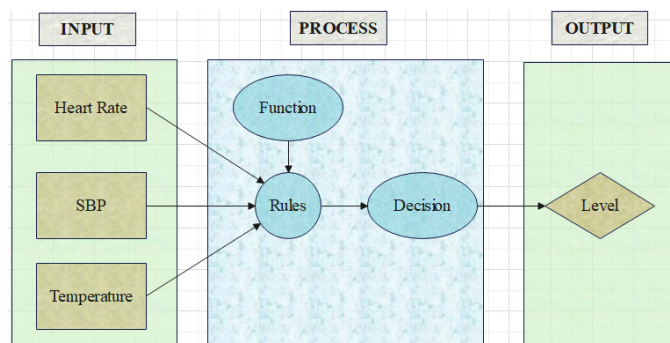 INPUT
PROCESS
OUTPUT
Heart Rate
Function
SBP
Rules
Decision
Level
Temperature